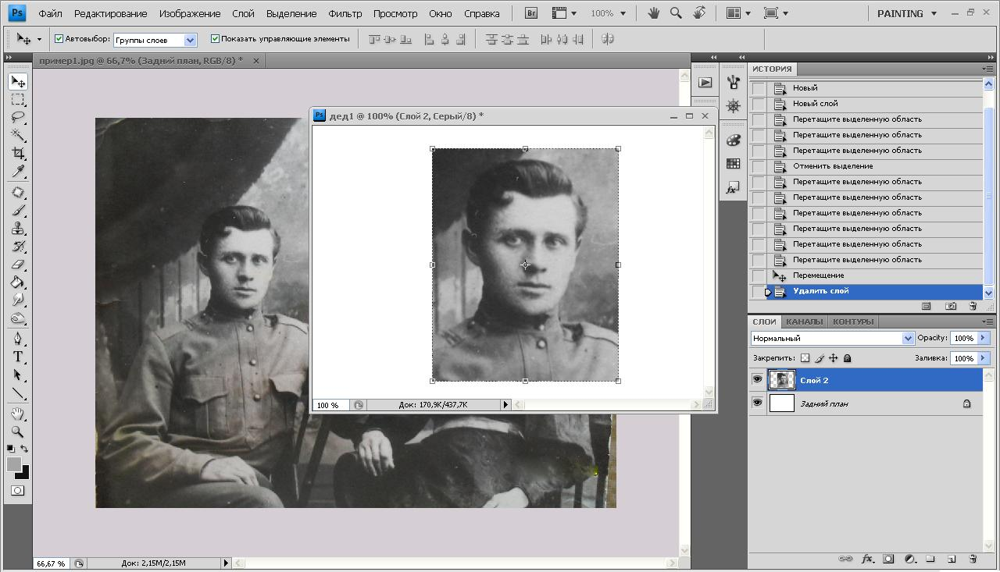 Ps Файл Редактирование Изображение Слой Выделение Фильтр Просмотр Окно Справка Br 100% PAINTING
Автовыбор: Группы слоев Показать управляющие элементы
пример1.jpg @ 66,7% (Задний план, RGB/8) *
Ps дед1 @ 100% (Слой 2, Серый/8) *
100 % Док: 170,9K/437,7K
66,67 % Док: 2,15M/2,15M
T
fx
ИСТОРИЯ
Новый
Новый слой
Перетащите выделенную область
Перетащите выделенную область
Перетащите выделенную область
Отменить выделение
Перетащите выделенную область
Перетащите выделенную область
Перетащите выделенную область
Перетащите выделенную область
Перетащите выделенную область
Перетащите выделенную область
Перемещение
Удалить слой
СЛОИ КАНАЛЫ КОНТУРЫ
Нормальный Opacity: 100%
Закрепить: Заливка: 100%
Слой 2
Задний план
fx.